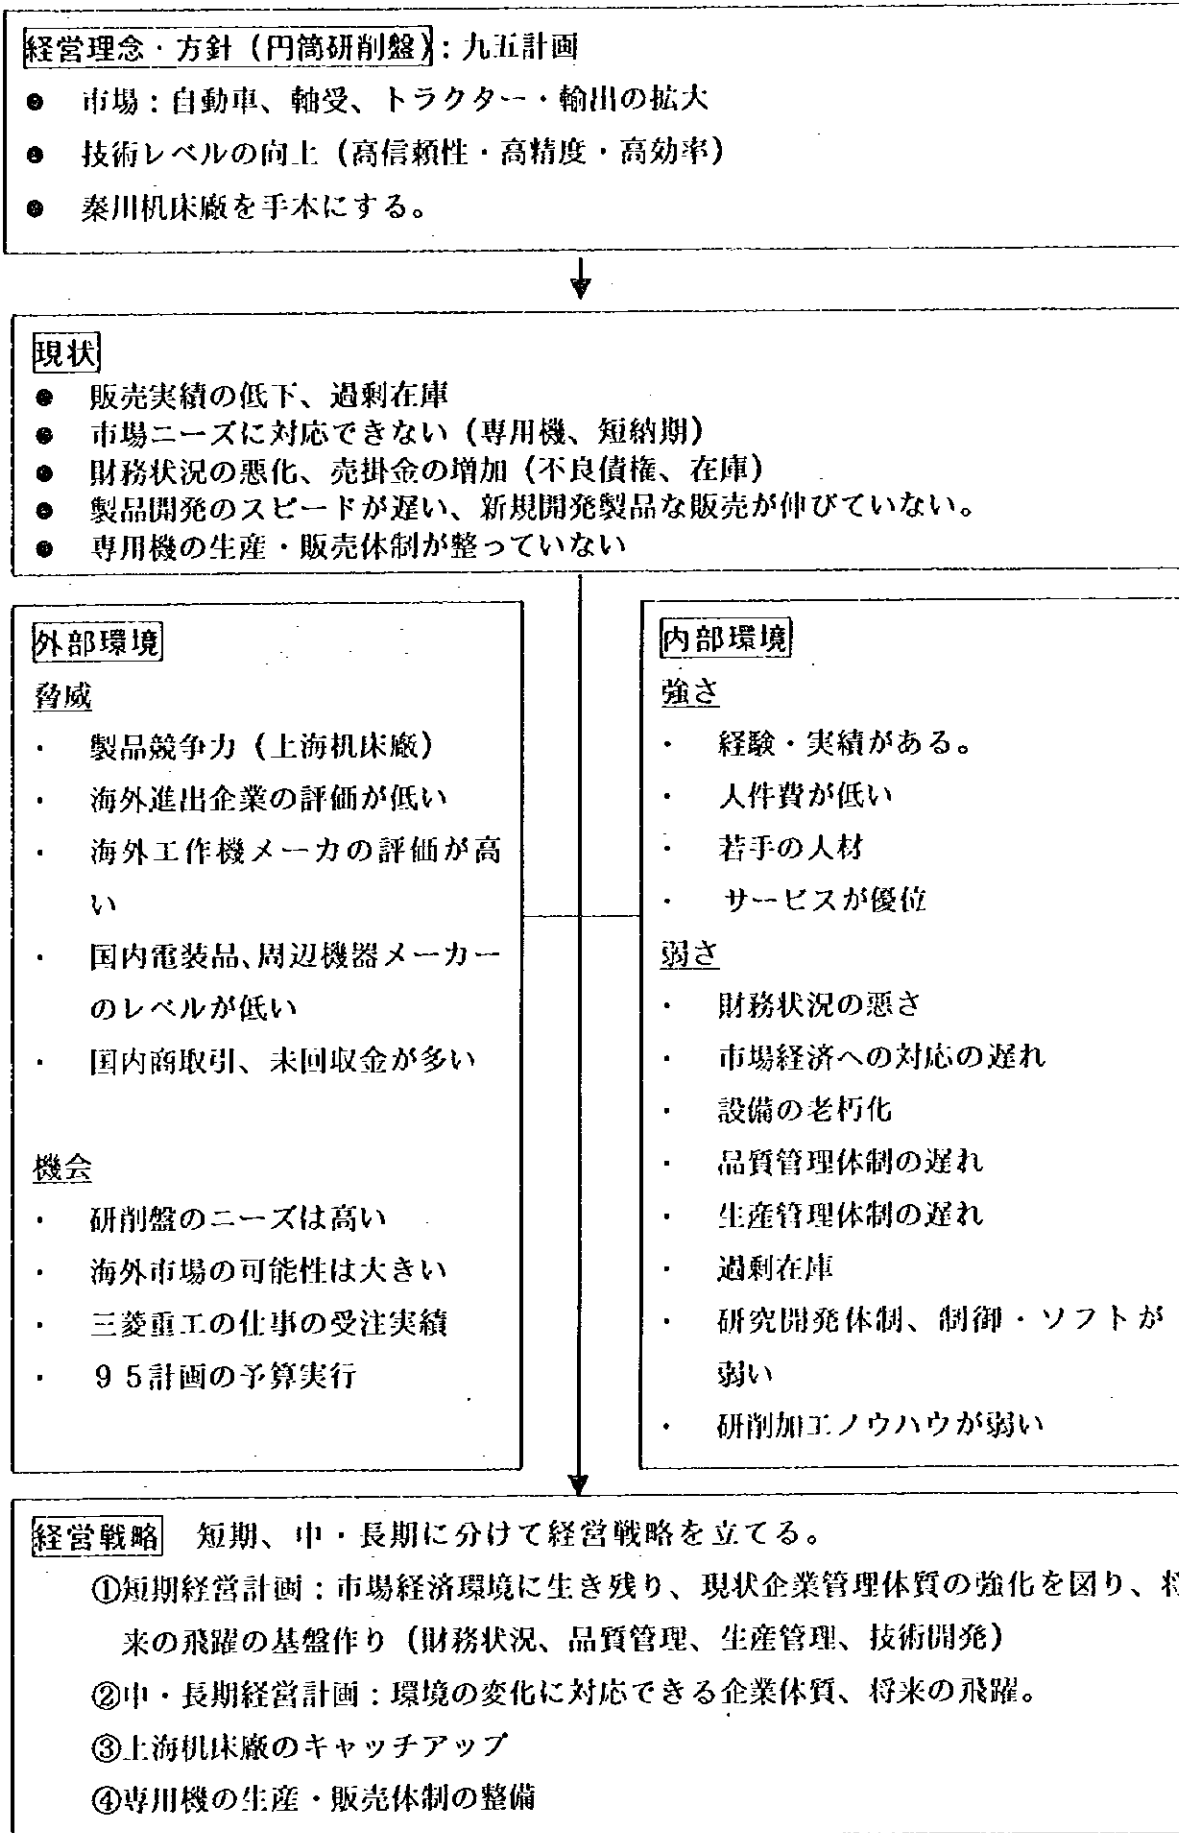 経営理念・方針（円筒研削盤）：九五計画
● 市場：自動車、軸受、トラクター・輸出の拡大
● 技術レベルの向上（高信頼性・高精度・高効率）
● 秦川机床廠を手本にする。
現状
● 販売実績の低下、過剰在庫
● 市場ニーズに対応できない（専用機、短納期）
● 財務状況の悪化、売掛金の増加（不良債権、在庫）
● 製品開発のスピードが遅い、新規開発製品な販売が伸びていない。
● 専用機の生産・販売体制が整っていない
外部環境
脅威
・ 製品競争力（上海机床廠）
・ 海外進出企業の評価が低い
・ 海外工作機メーカの評価が高
い
・ 国内電装品、周辺機器メーカー
のレベルが低い
・ 国内商取引、未回収金が多い
機会
・ 研削盤のニーズは高い
・ 海外市場の可能性は大きい
・ 三菱重工の仕事の受注実績
・ ９５計画の予算実行
内部環境
強さ
・ 経験・実績がある。
・ 人件費が低い
・ 若手の人材
・ サービスが優位
弱さ
・ 財務状況の悪さ
・ 市場経済への対応の遅れ
・ 設備の老朽化
・ 品質管理体制の遅れ
・ 生産管理体制の遅れ
・ 過剰在庫
・ 研究開発体制、制御・ソフトが
弱い
・ 研削加工ノウハウが弱い
経営戦略 短期、中・長期に分けて経営戦略を立てる。
①短期経営計画：市場経済環境に生き残り、現状企業管理体質の強化を図り、将
来の飛躍の基盤作り（財務状況、品質管理、生産管理、技術開発）
②中・長期経営計画：環境の変化に対応できる企業体質、将来の飛躍。
③上海机床廠のキャッチアップ
④専用機の生産・販売体制の整備